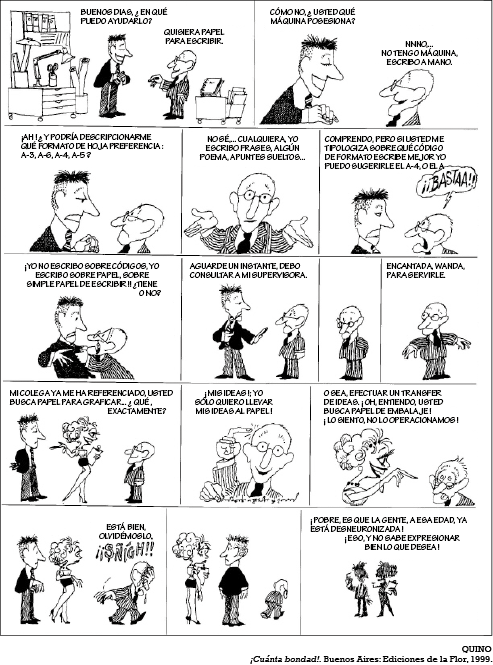 BUENOS DIAS, ¿ EN QUÉ
PUEDO AYUDARLO?
QUISIERA PAPEL
PARA ESCRIBIR.
CÓMO NO, ¿ USTED QUÉ
MÁQUINA POSESIONA?
NNNO,..
NO TENGO MÁQUINA,
ESCRIBO A MANO.
¡AH ! ¿ Y PODRÍA DESCRIPCIONARME
QUÉ FORMATO DE HOJA PREFERENCIA :
A-3, A-6, A-4, A-5 ?
NO SÉ,... CUALQUIERA, YO
ESCRIBO FRASES, ALGÚN
POEMA, APUNTES SUELTOS...
COMPRENDO, PERO SI USTED ME
TIPOLOGIZA SOBRE QUÉ CÓDIGO
DE FORMATO ESCRIBE MEJOR YO
PUEDO SUGERIRLE EL A-4, O EL A
¡¡BASTAA!!
¡YO NO ESCRIBO SOBRE CÓDIGOS, YO
ESCRIBO SOBRE PAPEL, SOBRE
SIMPLE PAPEL DE ESCRIBIR !! ¿TIENE
O NO?
AGUARDE UN INSTANTE, DEBO
CONSULTAR A MI SUPERVISORA.
ENCANTADA, WANDA,
PARA SERVIRLE.
MI COLEGA YA ME HA REFERENCIADO, USTED
BUSCA PAPEL PARA GRAFICAR... ¿ QUÉ ,
EXACTAMENTE?
¡ MIS IDEAS !; YO
SÓLO QUIERO LLEVAR
MIS IDEAS AL PAPEL !
O SEA, EFECTUAR UN TRANSFER
DE IDEAS. ¡ OH, ENTIENDO, USTED
BUSCA PAPEL DE EMBALAJE !
¡ LO SIENTO, NO LO OPERACIONAMOS !
ESTÁ BIEN,
OLVIDÉMOSLO,
¡¡SÑÍGH!!
¡ POBRE, ES QUE LA GENTE, A ESA EDAD, YA
ESTÁ DESNEURONIZADA !
¡ ESO, Y NO SABE EXPRESIONAR
BIEN LO QUE DESEA !
QUINO
¡Cuánta bondad!. Buenos Aires: Ediciones de la Flor, 1999.